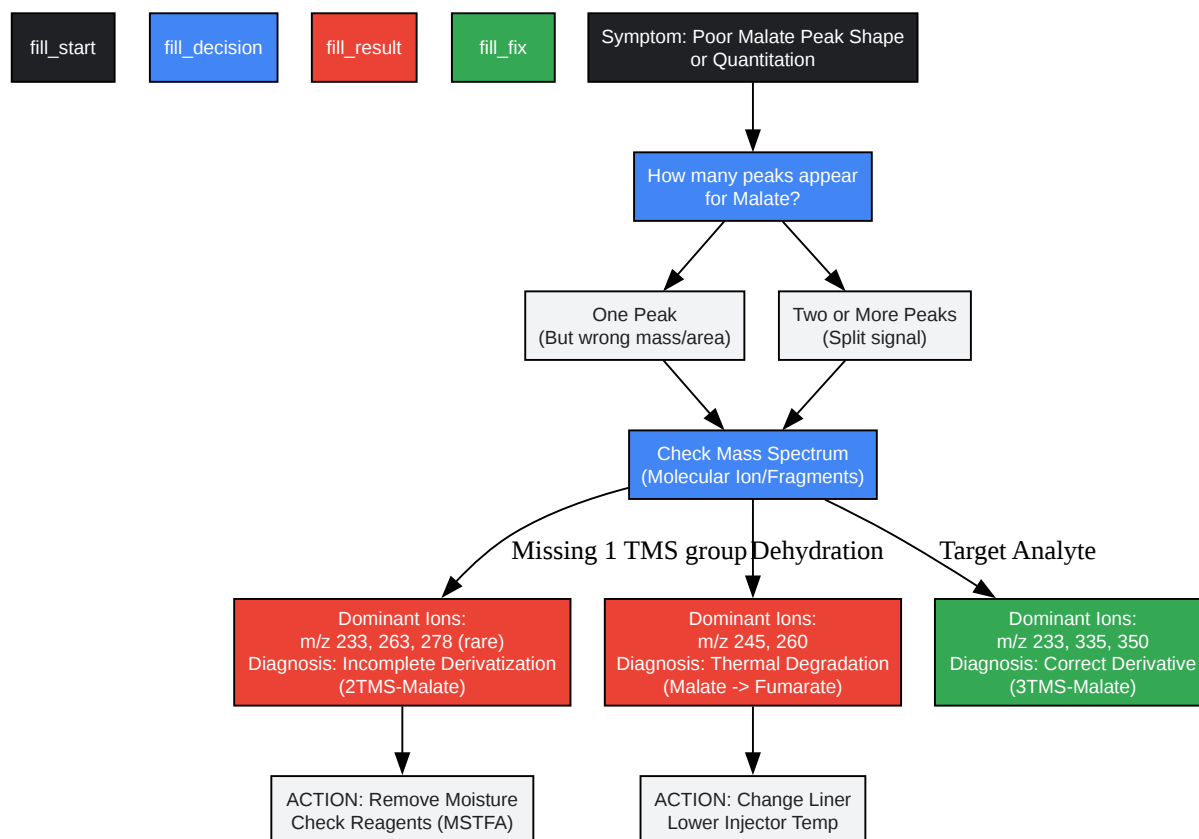 fill_start
fill_decision
fill_result
fill_fix
Symptom: Poor Malate Peak Shape
or Quantitation
How many peaks appear
for Malate?
One Peak
(But wrong mass/area)
Two or More Peaks
(Split signal)
Check Mass Spectrum
(Molecular Ion/Fragments)
Missing 1 TMS group
Dehydration
Target Analyte
Dominant Ions:
m/z 233, 263, 278 (rare)
Diagnosis: Incomplete Derivatization
(2TMS-Malate)
Dominant Ions:
m/z 245, 260
Diagnosis: Thermal Degradation
(Malate -> Fumarate)
Dominant Ions:
m/z 233, 335, 350
Diagnosis: Correct Derivative
(3TMS-Malate)
ACTION: Remove Moisture
Check Reagents (MSTFA)
ACTION: Change Liner
Lower Injector Temp